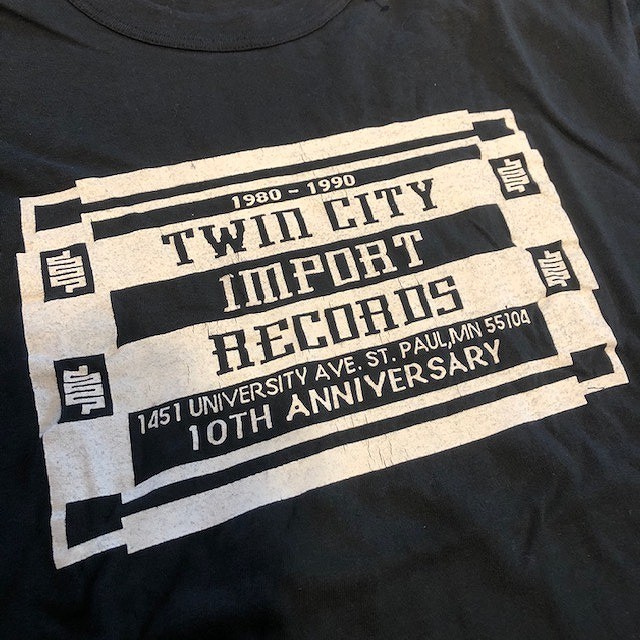 1980 - 1990
TWIN CITY
IMPORT
RECORDS
1451 UNIVERSITY AVE. ST. PAUL,MN 55104
10TH ANNIVERSARY